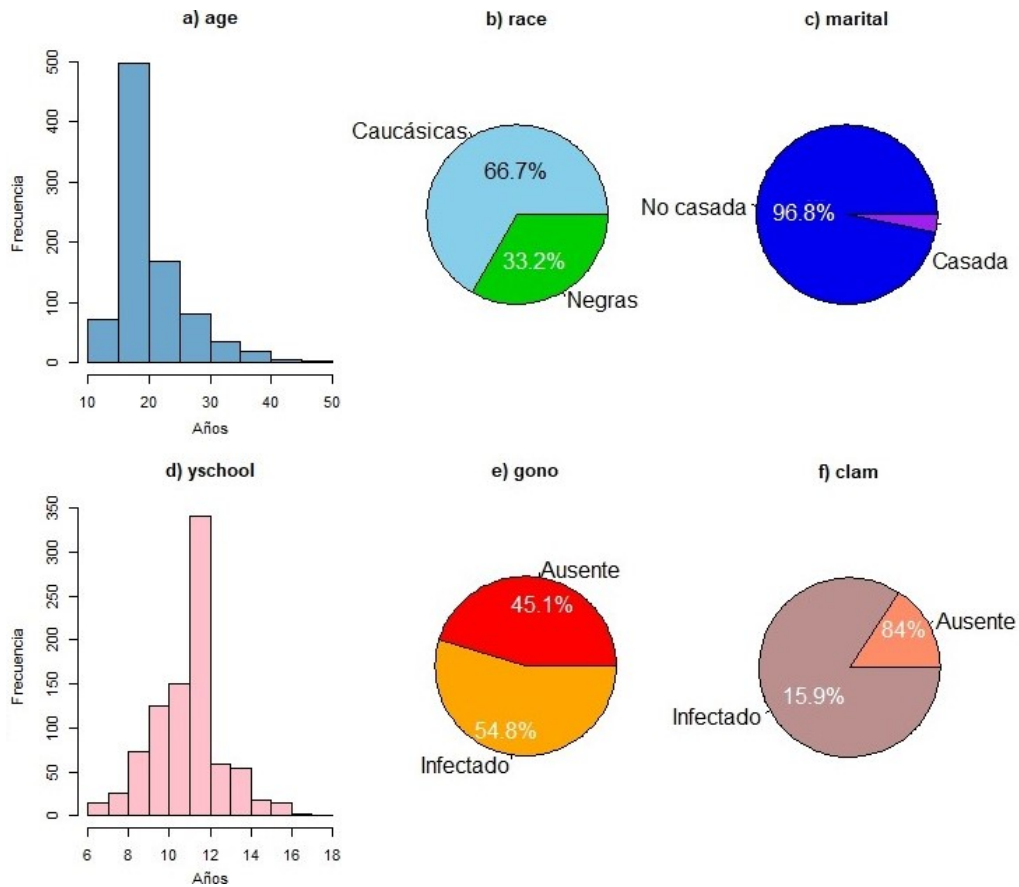 a) age
b) race
c) marital
Frecuencia
500
400
300
200
100
0
10 20 30 40 50
Años
Caucásicas
66.7%
33.2%
Negras
No casada
96.8%
Casada
d) yschool
e) gono
f) clam
Frecuencia
350
300
250
200
150
100
50
0
6 8 10 12 14 16 18
Años
Ausente
45.1%
54.8%
Infectado
Ausente
84%
15.9%
Infectado